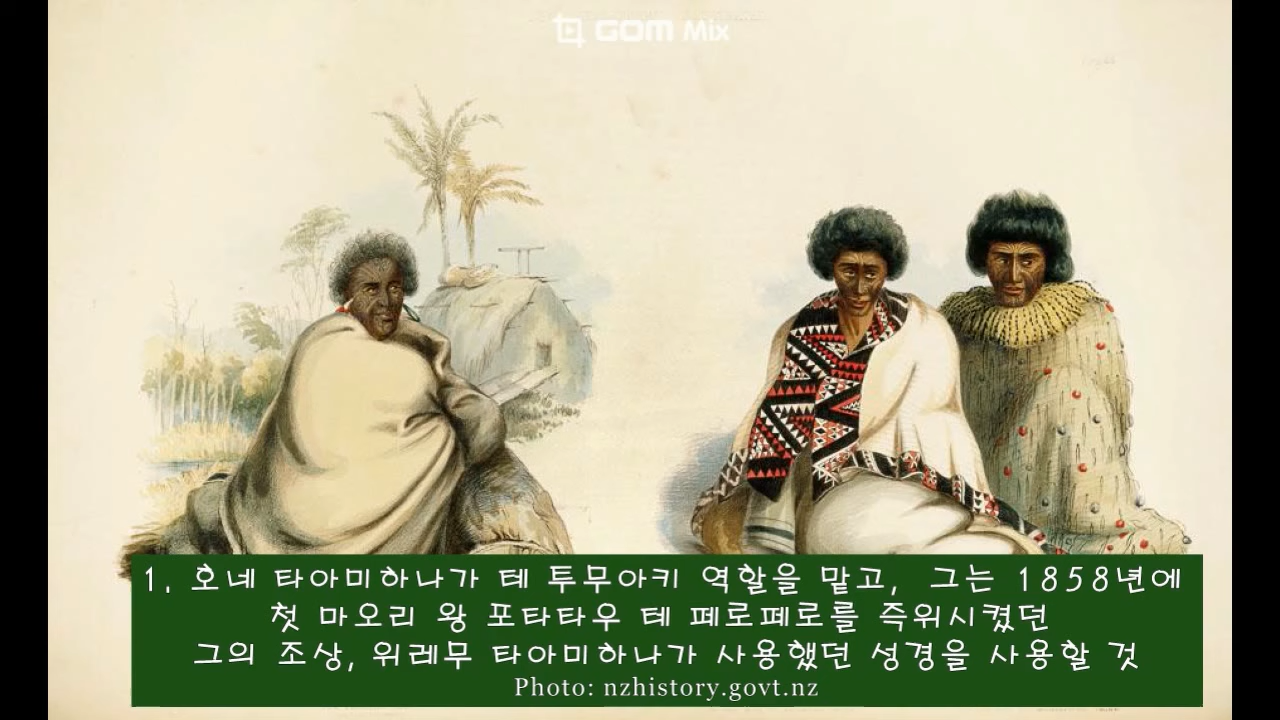 GOM Mix
1. 호네 타아미하나가 테 투무아키 역할을 맡고, 그는 1858년에
첫 마오리 왕 포타타우 테 페로페로를 즉위시켰던
그의 조상, 위레무 타아미하나가 사용했던 성경을 사용할 것
Photo: nzhistory.govt.nz